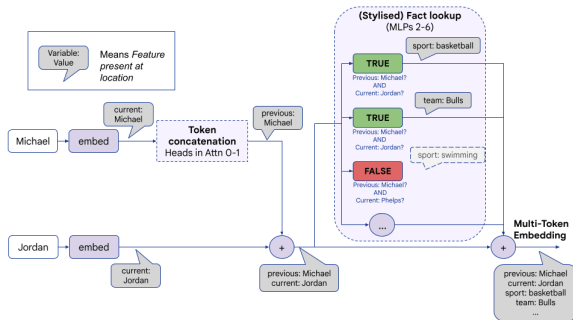 (Stylised) Fact lookup
(MLPs 2-6)
Variable:
Value
Means Feature
present at
location
sport: basketball
TRUE
Previous: Michael?
AND
Current: Jordan?
current:
Michael
previous:
Michael
team: Bulls
Michael
embed
Token
concatenation
Heads in Attn 0-1
TRUE
Previous: Michael?
AND
Current: Jordan?
sport: swimming
FALSE
Previous: Michael?
AND
Current: Phelps?
...
Multi-Token
Embedding
Jordan
embed
+
+
current:
Jordan
previous: Michael
current: Jordan
previous: Michael
current: Jordan
sport: basketball
team: Bulls
...